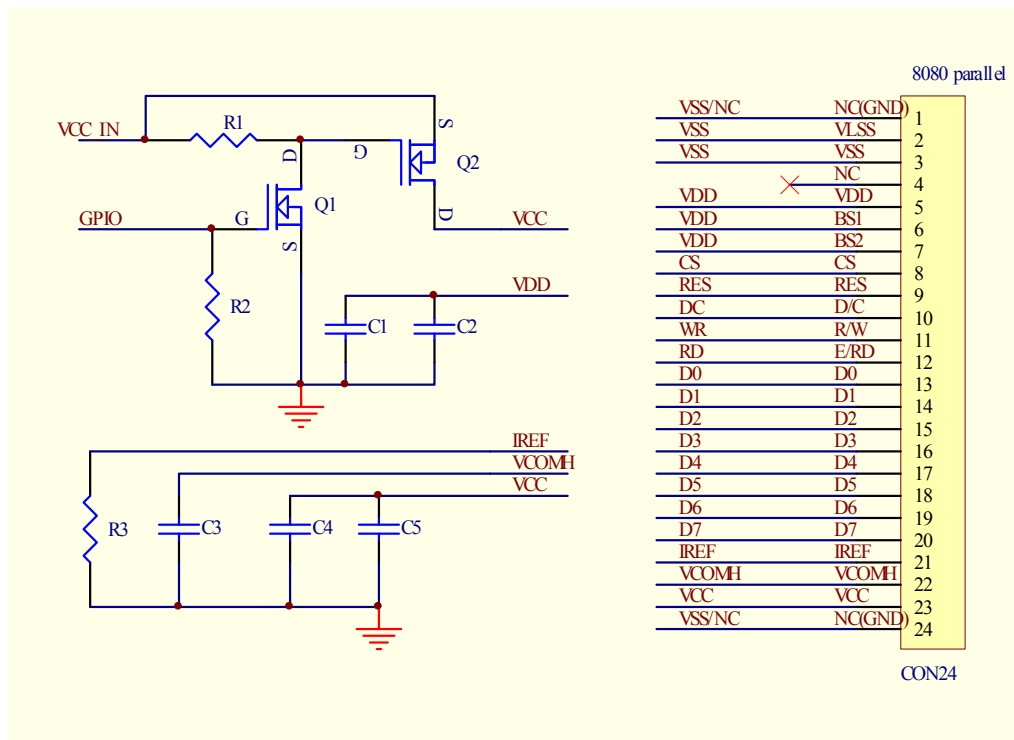 8080 parallel
VCC IN
R1
D
G
S
Q2
D
VCC
GPIO
G
Q1
S
R2
VDD
C1
C2
IREF
VCOMH
VCC
R3
C3
C4
C5
VSS/NC NC(GND) 1
VSS VLSS 2
VSS VSS 3
NC 4
VDD VDD 5
VDD BS1 6
VDD BS2 7
CS CS 8
RES RES 9
DC D/C 10
WR R/W 11
RD E/RD 12
D0 D0 13
D1 D1 14
D2 D2 15
D3 D3 16
D4 D4 17
D5 D5 18
D6 D6 19
D7 D7 20
IREF IREF 21
VCOMH VCOMH 22
VCC VCC 23
VSS/NC NC(GND) 24
CON24